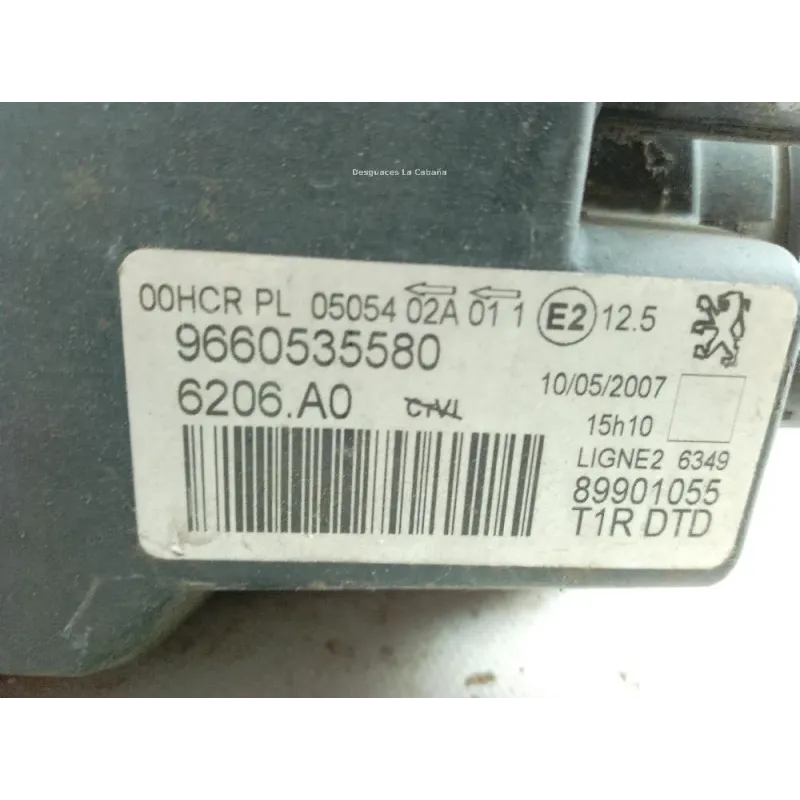 Desguaces La Cabaña
00HCR PL 05054 02A 01 1 E2 12.5
9660535580
6206.A0
10/05/2007
15h10
LIGNE2 6349
89901055
T1R DTD